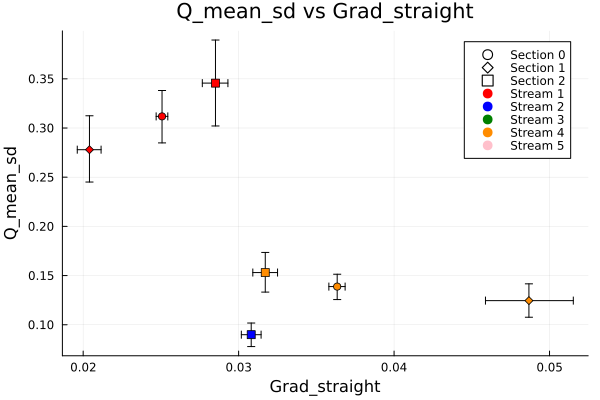 Q_mean_sd vs Grad_straight
Section 0
Section 1
Section 2
Stream 1
Stream 2
Stream 3
Stream 4
Stream 5
Q_mean_sd
0.35
0.30
0.25
0.20
0.15
0.10
0.02
0.03
0.04
0.05
Grad_straight